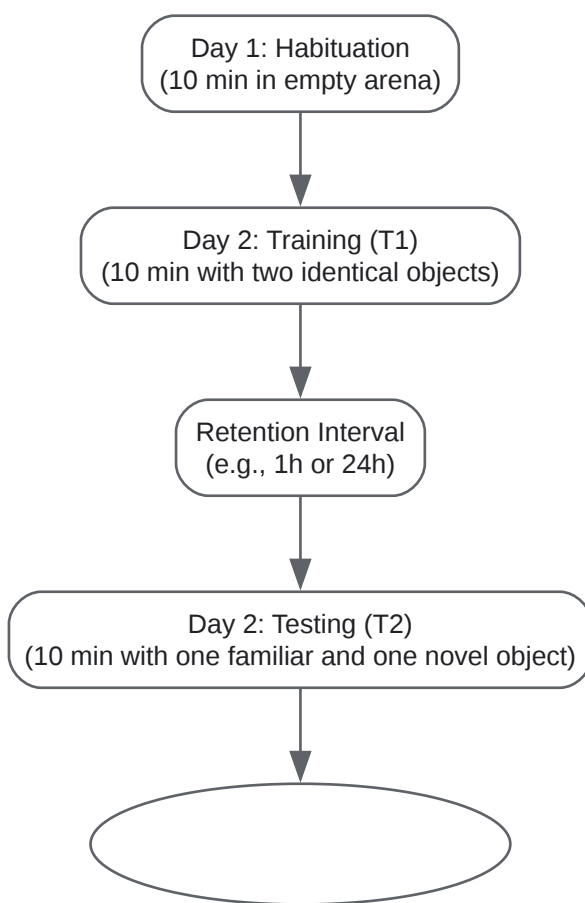 Day 1: Habituation
(10 min in empty arena)
Day 2: Training (T1)
(10 min with two identical objects)
Retention Interval
(e.g., 1h or 24h)
Day 2: Testing (T2)
(10 min with one familiar and one novel object)